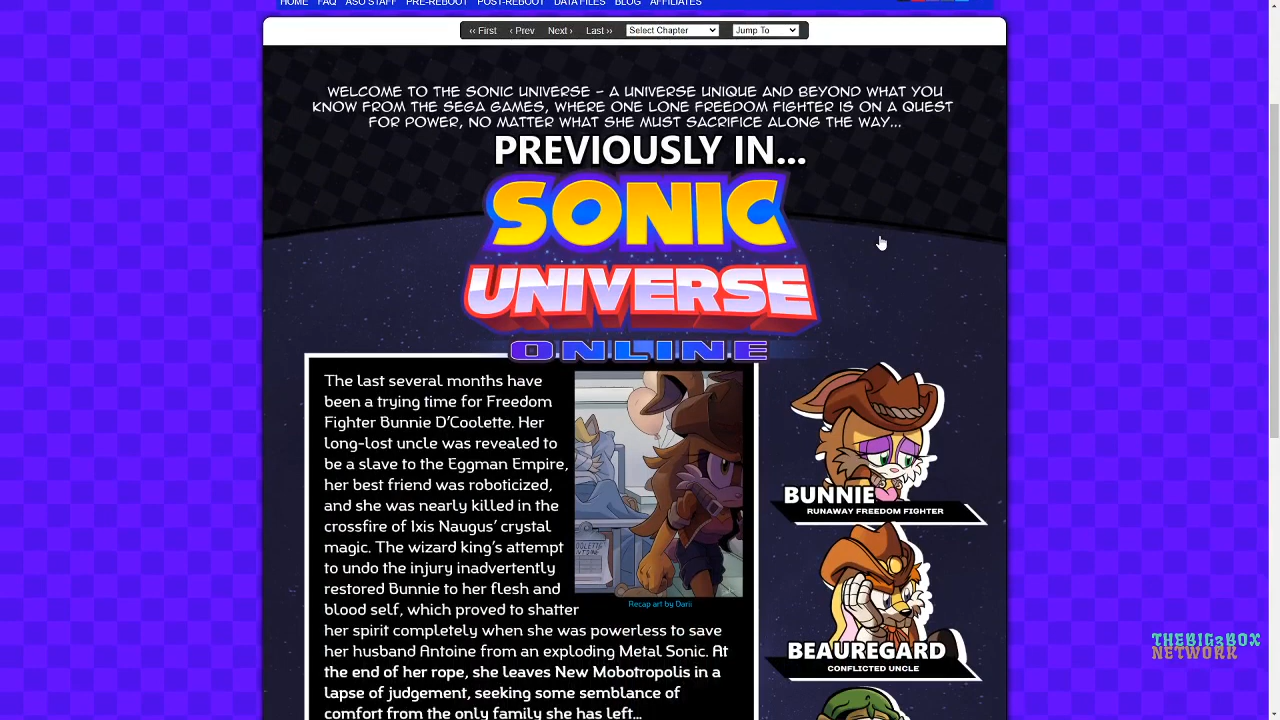 HOME FAQ ASO STAFF PRE-REBOOT POST-REBOOT DATA FILES BLOG AFFILIATES
‹‹ First ‹ Prev Next › Last ›› Select Chapter Jump To
WELCOME TO THE SONIC UNIVERSE – A UNIVERSE UNIQUE AND BEYOND WHAT YOU
KNOW FROM THE SEGA GAMES, WHERE ONE LONE FREEDOM FIGHTER IS ON A QUEST
FOR POWER, NO MATTER WHAT SHE MUST SACRIFICE ALONG THE WAY...
PREVIOUSLY IN...
SONIC
UNIVERSE
ONLINE
The last several months have
been a trying time for Freedom
Fighter Bunnie D'Coolette. Her
long-lost uncle was revealed to
be a slave to the Eggman Empire,
her best friend was roboticized,
and she was nearly killed in the
crossfire of Ixis Naugus' crystal
magic. The wizard king's attempt
to undo the injury inadvertently
restored Bunnie to her flesh and
blood self, which proved to shatter
her spirit completely when she was powerless to save
her husband Antoine from an exploding Metal Sonic. At
the end of her rope, she leaves New Mobotropolis in a
lapse of judgement, seeking some semblance of
comfort from the only family she has left...
Recap art by Darii
BUNNIE
RUNAWAY FREEDOM FIGHTER
BEAUREGARD
CONFLICTED UNCLE
THEBIG3BOX
NETWORK